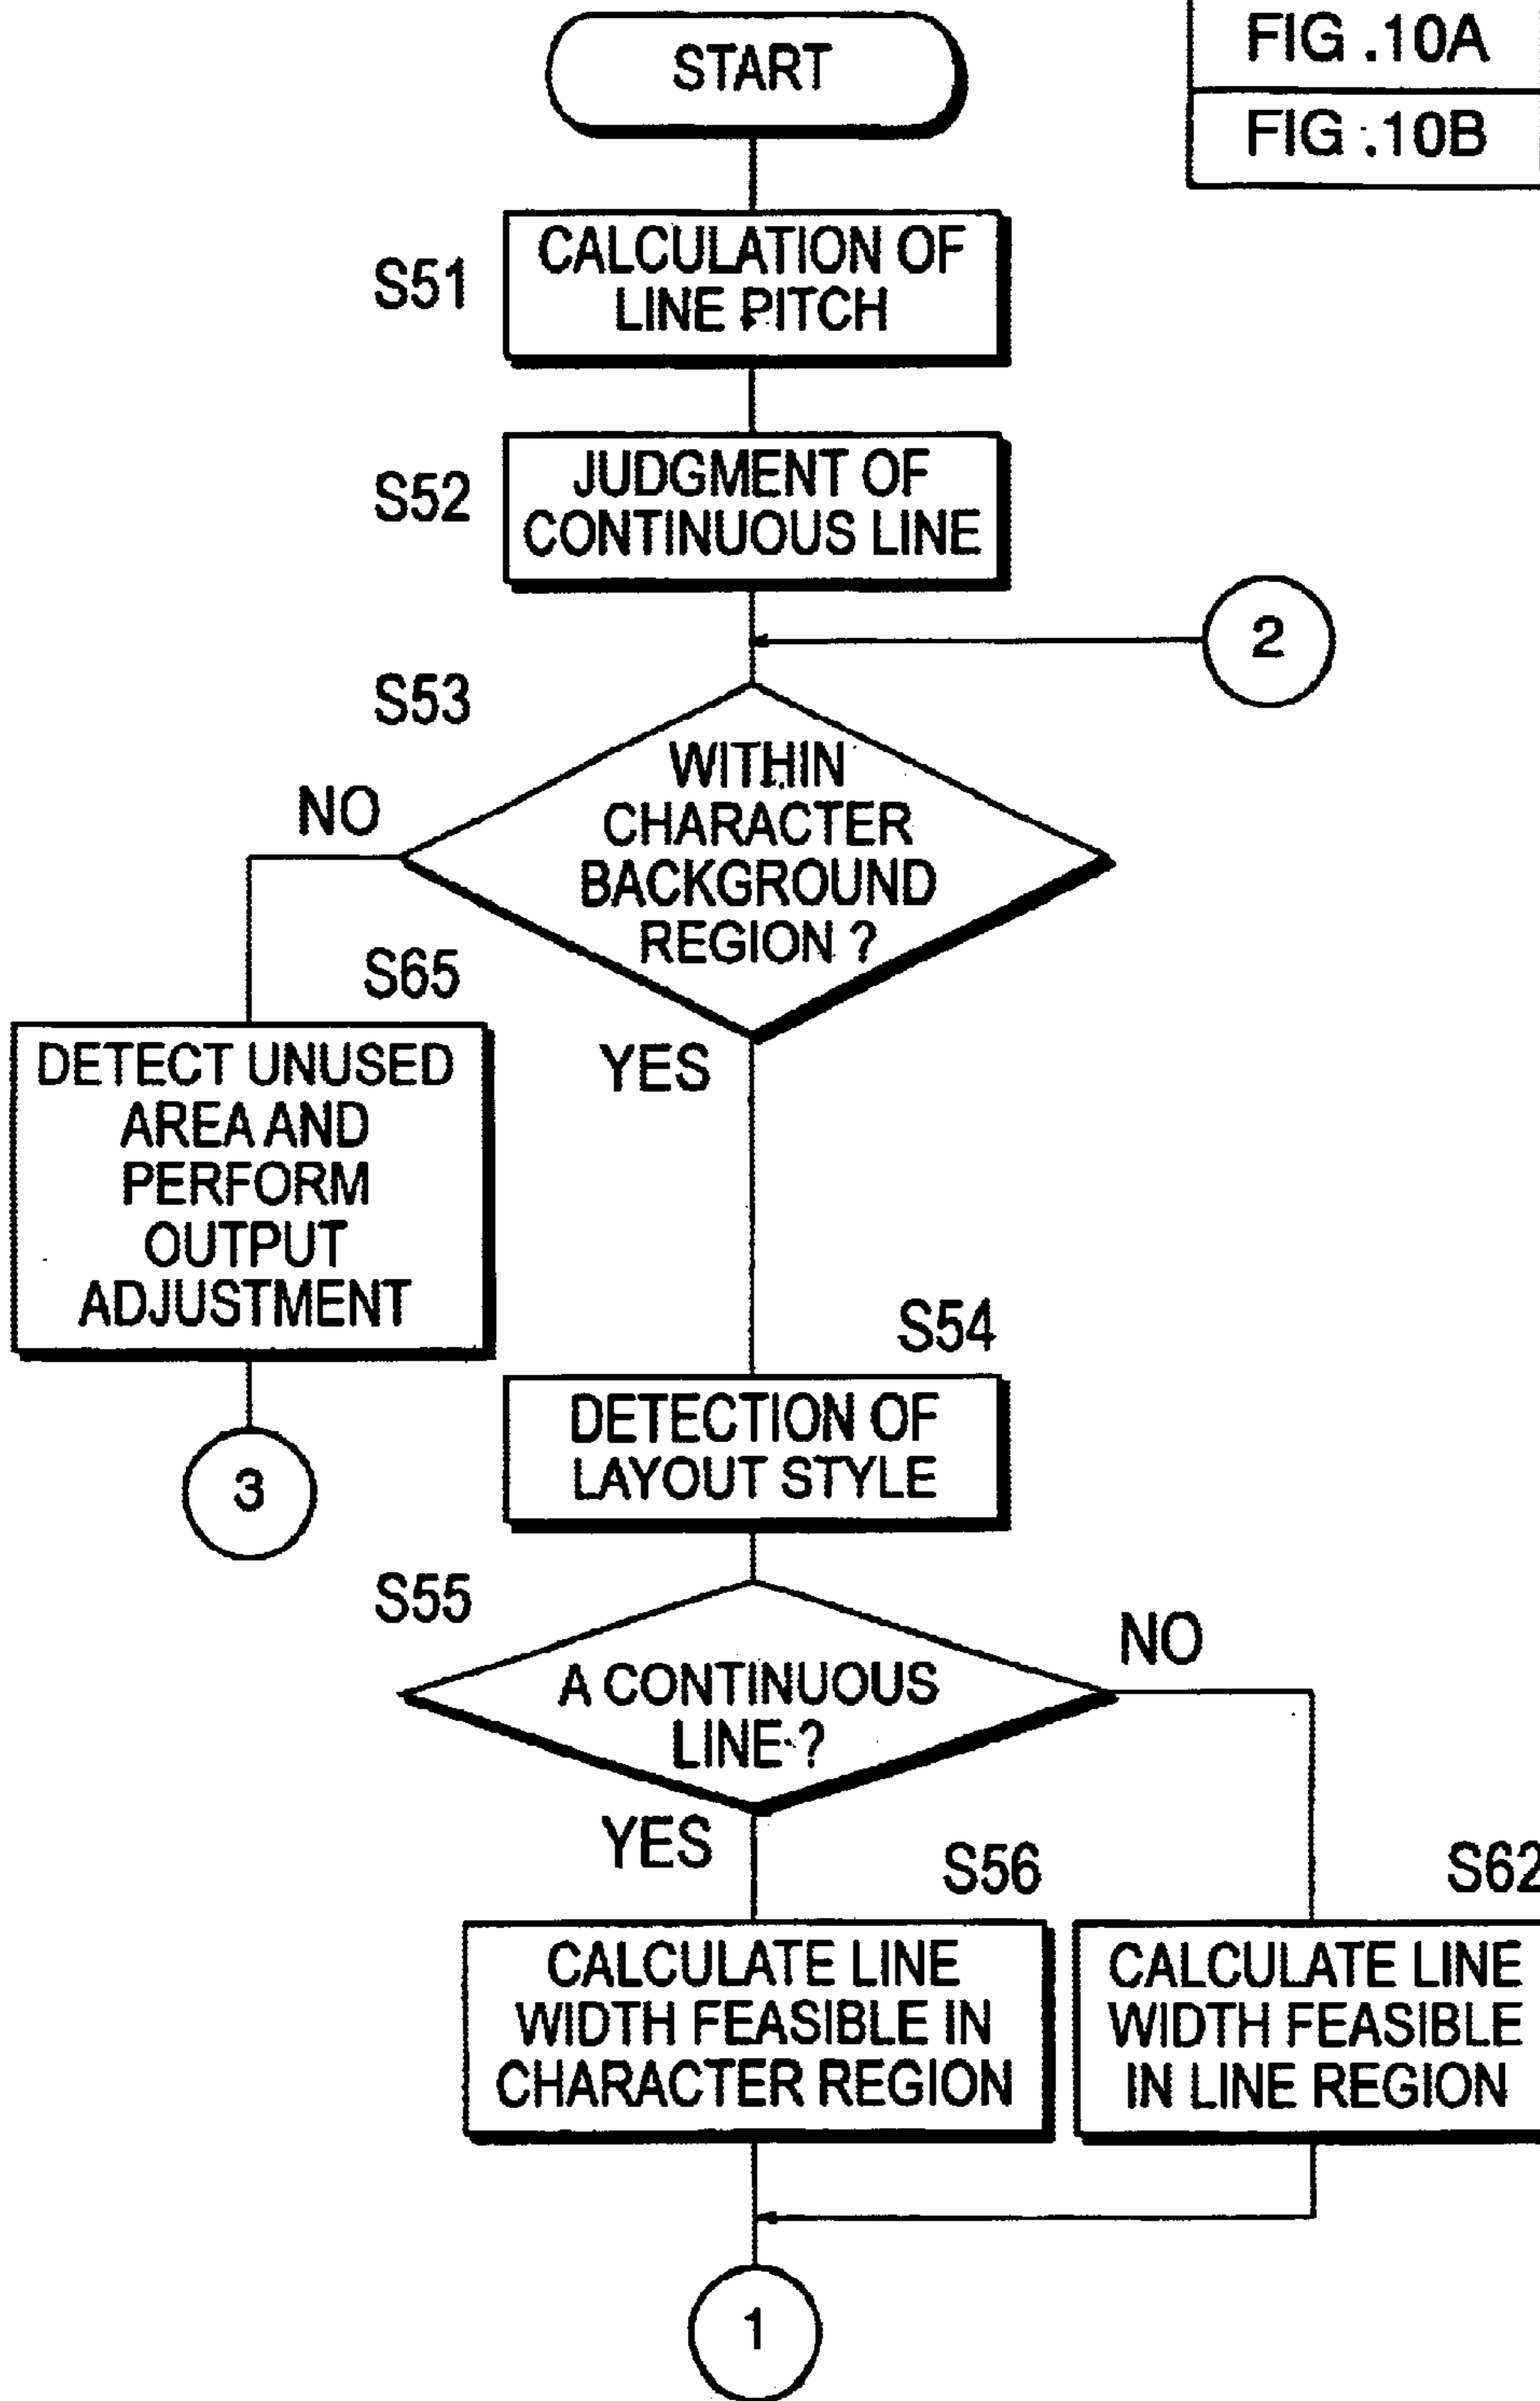 FIG .10A
FIG .10B
START
S51
CALCULATION OF
LINE PITCH
S52
JUDGMENT OF
CONTINUOUS LINE
2
S53
WITHIN
CHARACTER
BACKGROUND
REGION ?
NO
YES
S65
DETECT UNUSED
AREA AND
PERFORM
OUTPUT
ADJUSTMENT
3
S54
DETECTION OF
LAYOUT STYLE
S55
A CONTINUOUS
LINE ?
NO
YES
S56
CALCULATE LINE
WIDTH FEASIBLE IN
CHARACTER REGION
S62
CALCULATE LINE
WIDTH FEASIBLE
IN LINE REGION
1